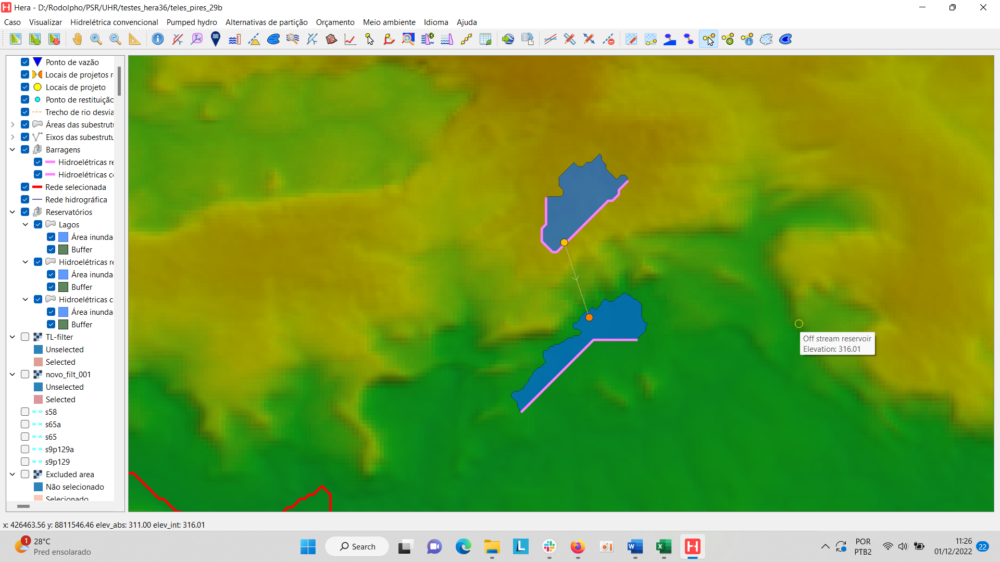 Hera - D:/Rodolpho/PSR/UHR/testes_hera36/teles_pires_29b
Caso Visualizar Hidrelétrica convencional Pumped hydro Alternativas de partição Orçamento Meio ambiente Idioma Ajuda
Ponto de vazão
Locais de projetos r
Locais de projeto
Ponto de restituição
Trecho de rio desvia
Áreas das subestrutu
Eixos das subestrutu
Barragens
Hidroelétricas re
Hidroelétricas co
Rede selecionada
Rede hidrográfica
Reservatórios
Lagos
Área inunda
Buffer
Hidroelétricas re
Área inunda
Buffer
Hidroelétricas c
Área inunda
Buffer
TL-filter
Unselected
Selected
novo_filt_001
Unselected
Selected
s58
s65a
s65
s9p129a
s9p129
Excluded area
Não selecionado
Selecionado
Off stream reservoir
Elevation: 316.01
x: 426463.56 y: 8811546.46 elev_abs: 311.00 elev_int: 316.01
1
28°C
Pred ensolarado
Search
POR
PTB2
11:26
01/12/2022
22